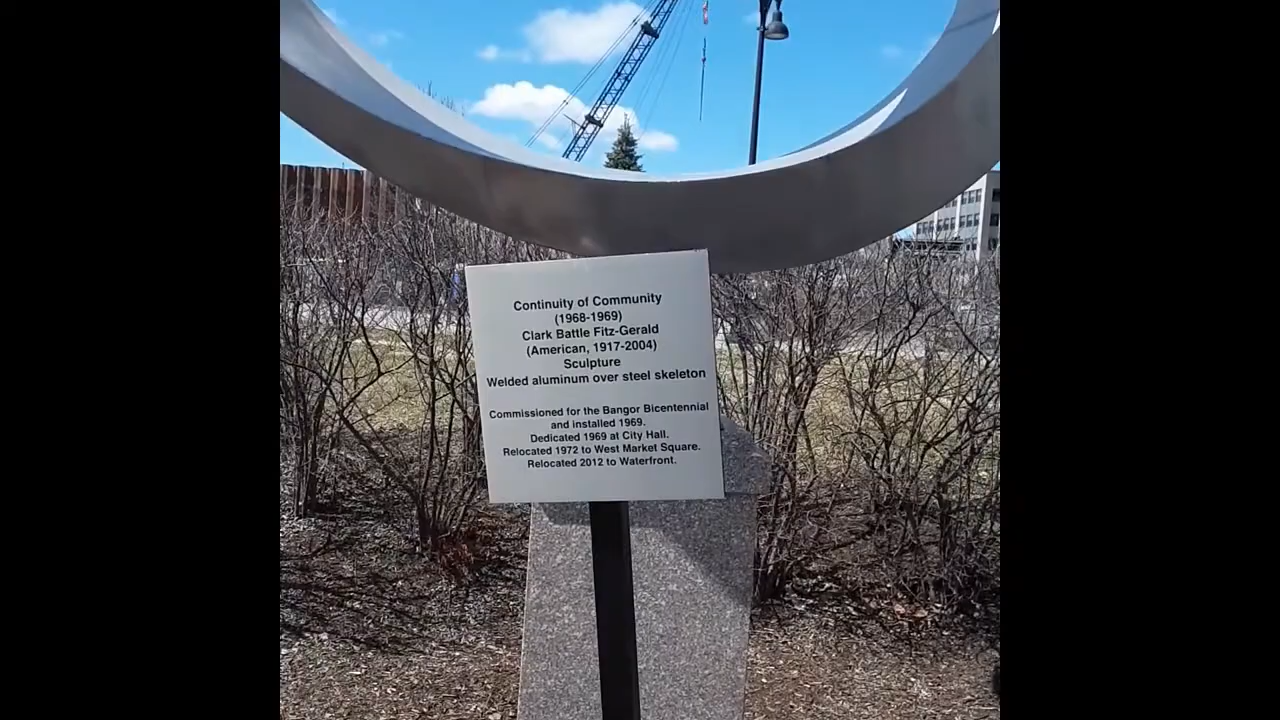 Continuity of Community
(1968-1969)
Clark Battle Fitz-Gerald
(American, 1917-2004)
Sculpture
Welded aluminum over steel skeleton
Commissioned for the Bangor Bicentennial
and installed 1969.
Dedicated 1969 at City Hall.
Relocated 1972 to West Market Square.
Relocated 2012 to Waterfront.